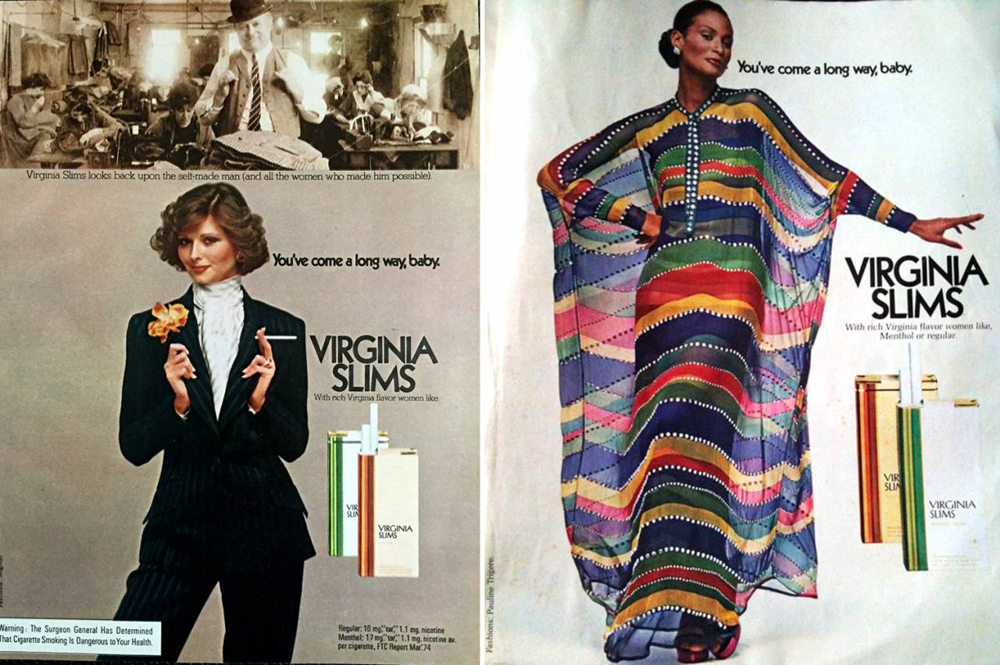 Virginia Slims looks back upon the self-made man (and all the women who made him possible).
You've come a long way, baby.
VIRGINIA
SLIMS
With rich Virginia flavor women like.
VIR
SLIM
VIRGINIA
SLIMS
Warning: The Surgeon General Has Determined
That Cigarette Smoking Is Dangerous to Your Health.
Regular: 16 mg."tar," 1.1 mg. nicotine
Menthol: 17 mg."tar," 1.1 mg. nicotine av.
per cigarette, FTC Report Mar.'74
You've come a long way, baby.
VIRGINIA
SLIMS
With rich Virginia flavor women like,
Menthol or regular.
VIR
SLIM
VIRGINIA
SLIMS
Fashions: Pauline Trigere